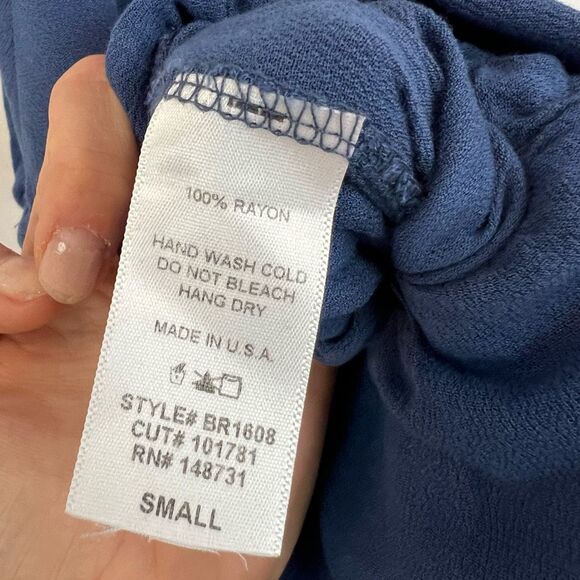 100% RAYON
HAND WASH COLD
DO NOT BLEACH
HANG DRY
MADE IN U.S.A.
STYLE# BR1608
CUT# 101781
RN# 148731
SMALL